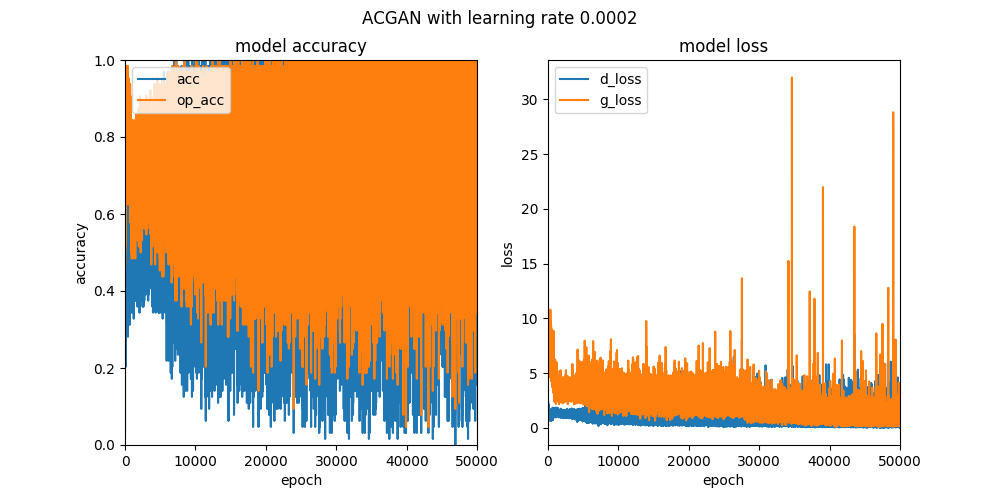 ACGAN with learning rate 0.0002
model accuracy
acc
op_acc
1.0
0.8
0.6
0.4
0.2
0.0
accuracy
0
10000
20000
30000
40000
50000
epoch
model loss
d_loss
g_loss
30
25
20
15
10
5
0
loss
0
10000
20000
30000
40000
50000
epoch